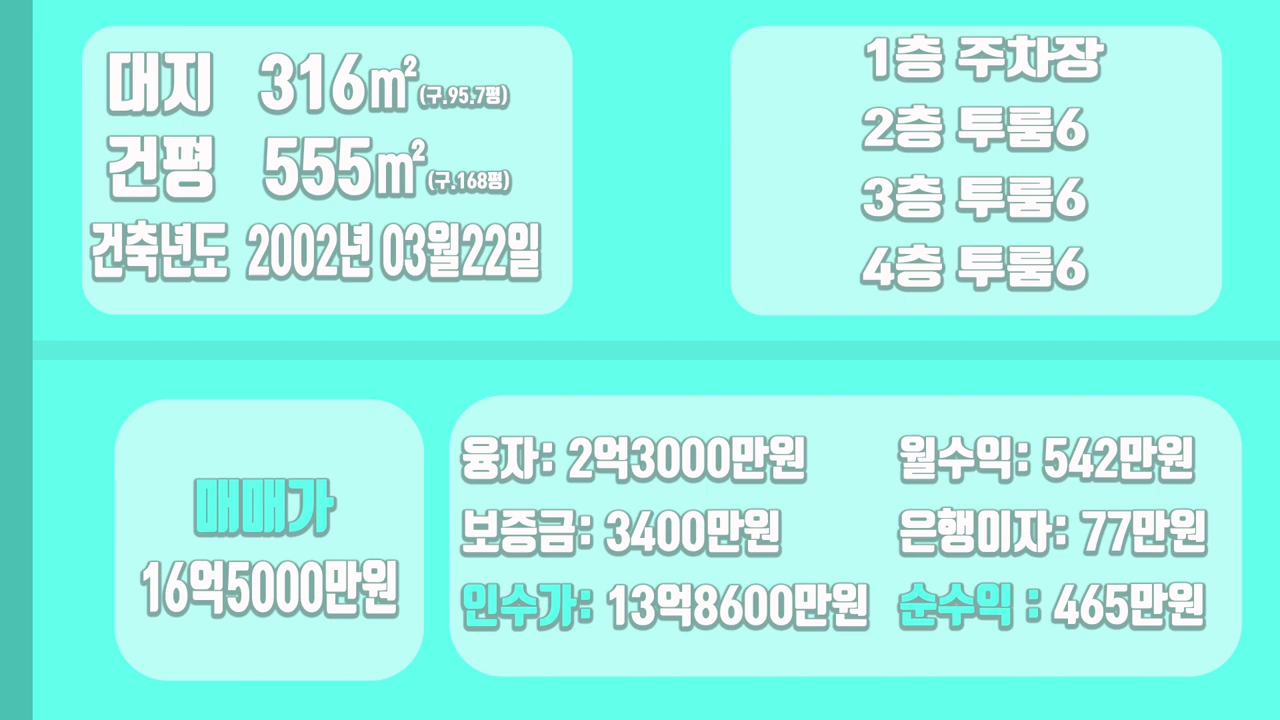 대지 316㎡(구.95.7평)
건평 555㎡(구.168평)
건축년도 2002년 03월22일
1층 주차장
2층 투룸6
3층 투룸6
4층 투룸6
매매가
16억5000만원
융자: 2억3000만원
보증금: 3400만원
인수가: 13억8600만원
월수익: 542만원
은행이자: 77만원
순수익 : 465만원